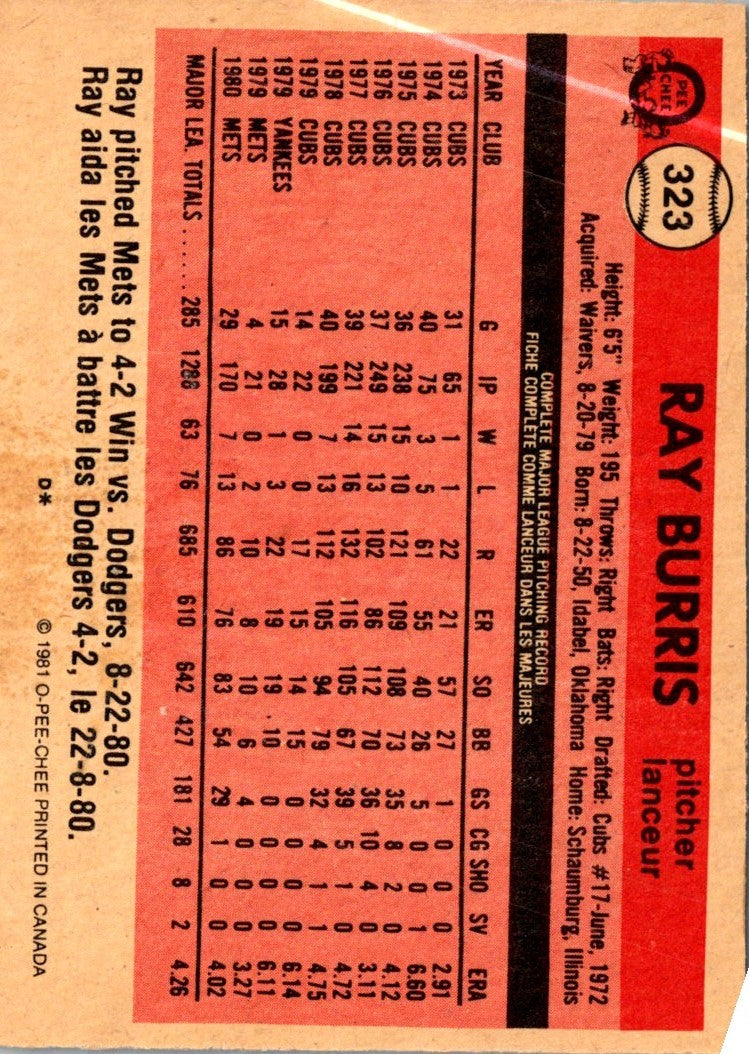 O
PEE
CHEE
323
RAY BURRIS
pitcher
lanceur
Height: 6'5" Weight: 195 Throws: Right Bats: Right Drafted: Cubs #17-June, 1972
Acquired: Waivers, 8-20-79 Born: 8-22-50, Idabel, Oklahoma Home: Schaumburg, Illinois
COMPLETE MAJOR LEAGUE PITCHING RECORD
FICHE COMPLETE COMME LANCEUR DANS LES MAJEURES
YEAR CLUB G IP W L R ER SO BB GS CG SHO SV ERA
1973 CUBS 31 65 1 1 22 21 57 27 1 0 0 0 2.91
1974 CUBS 40 75 3 5 61 55 40 26 5 0 0 1 6.60
1975 CUBS 36 238 15 10 121 109 108 73 35 8 2 0 4.12
1976 CUBS 37 249 15 13 102 86 112 70 36 10 4 0 3.11
1977 CUBS 39 221 14 16 132 116 105 67 39 5 1 0 4.72
1978 CUBS 40 199 7 13 112 105 94 79 32 4 1 1 4.75
1979 CUBS 14 22 0 0 17 15 14 15 0 0 0 0 6.14
1979 YANKEES 15 28 1 3 22 19 19 10 0 0 0 0 6.11
1979 METS 4 21 0 2 10 8 10 6 4 0 0 0 3.27
1980 METS 29 170 7 13 86 76 83 54 29 1 0 0 4.02
MAJOR LEA. TOTALS ...... 285 1288 63 76 685 610 642 427 181 28 8 2 4.26
Ray pitched Mets to 4-2 Win vs. Dodgers, 8-22-80.
Ray aida les Mets à battre les Dodgers 4-2, le 22-8-80.
D* © 1981 O-PEE-CHEE PRINTED IN CANADA